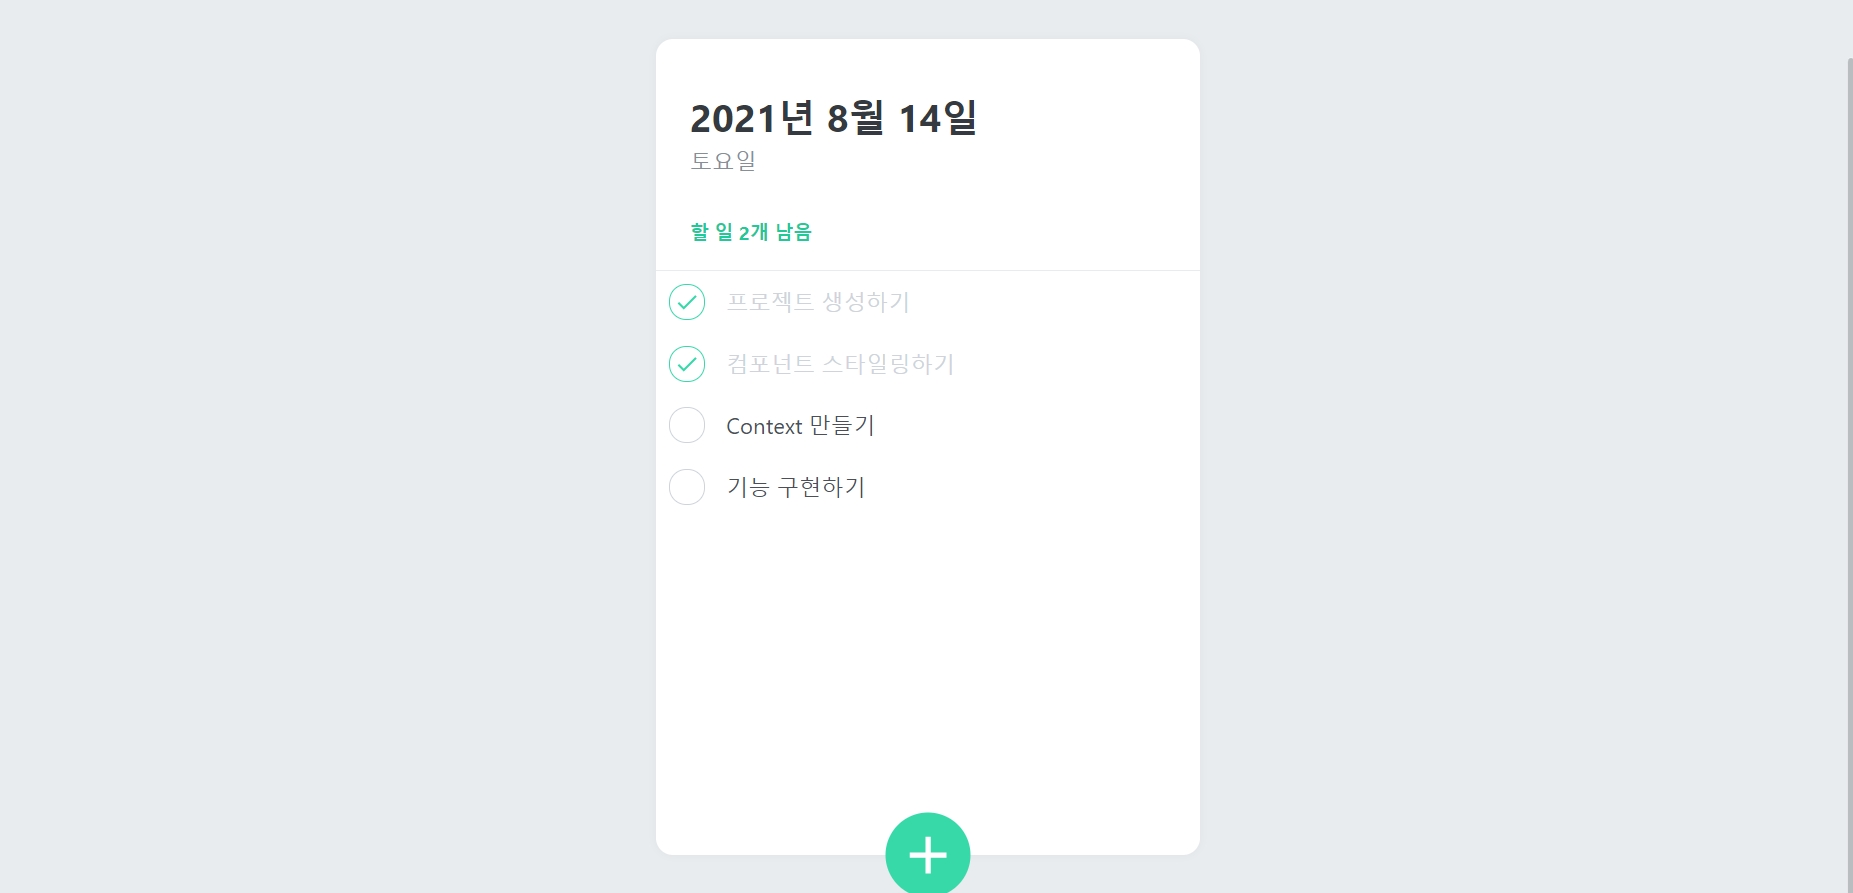 2021년 8월 14일
토요일
할 일 2개 남음
프로젝트 생성하기
컴포넌트 스타일링하기
Context 만들기
기능 구현하기